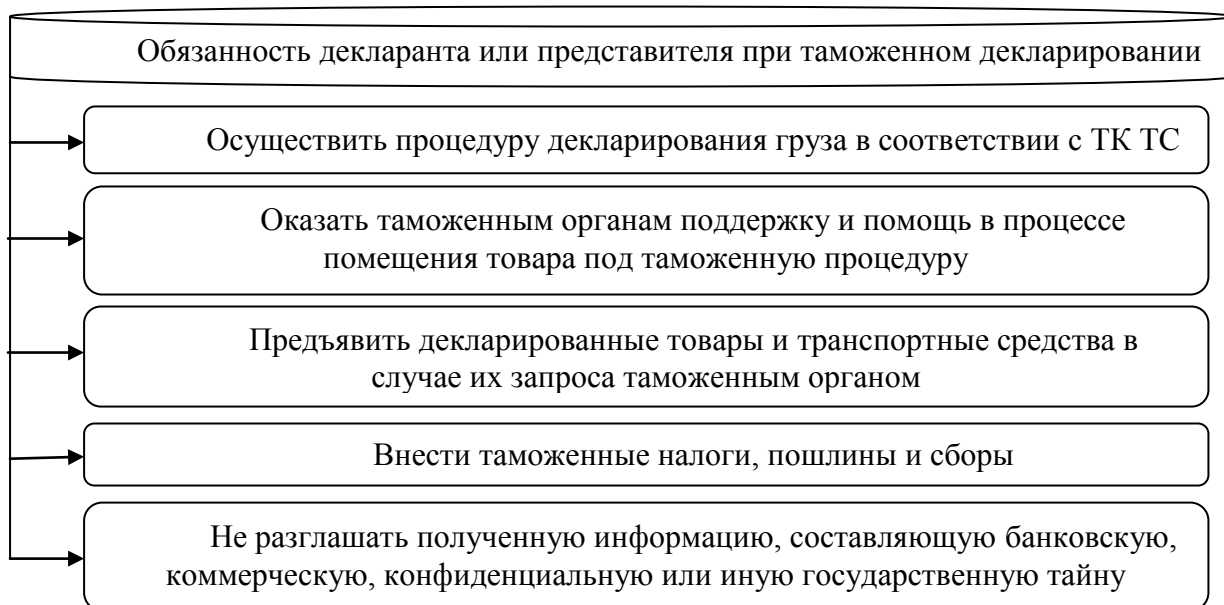 Обязанность декларанта или представителя при таможенном декларировании
Осуществить процедуру декларирования груза в соответствии с ТК ТС
Оказать таможенным органам поддержку и помощь в процессе
помещения товара под таможенную процедуру
Предъявить декларированные товары и транспортные средства в
случае их запроса таможенным органом
Внести таможенные налоги, пошлины и сборы
Не разглашать полученную информацию, составляющую банковскую,
коммерческую, конфиденциальную или иную государственную тайну